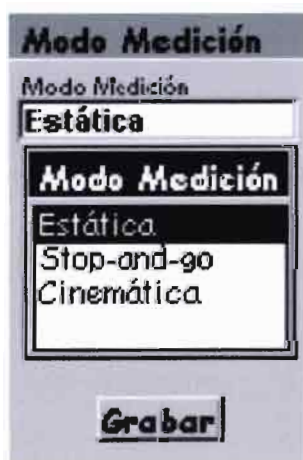 Modo Medición
Modo Medición
Estática
Modo Medición
Estática
Stop-and-go
Cinemática
Grabar